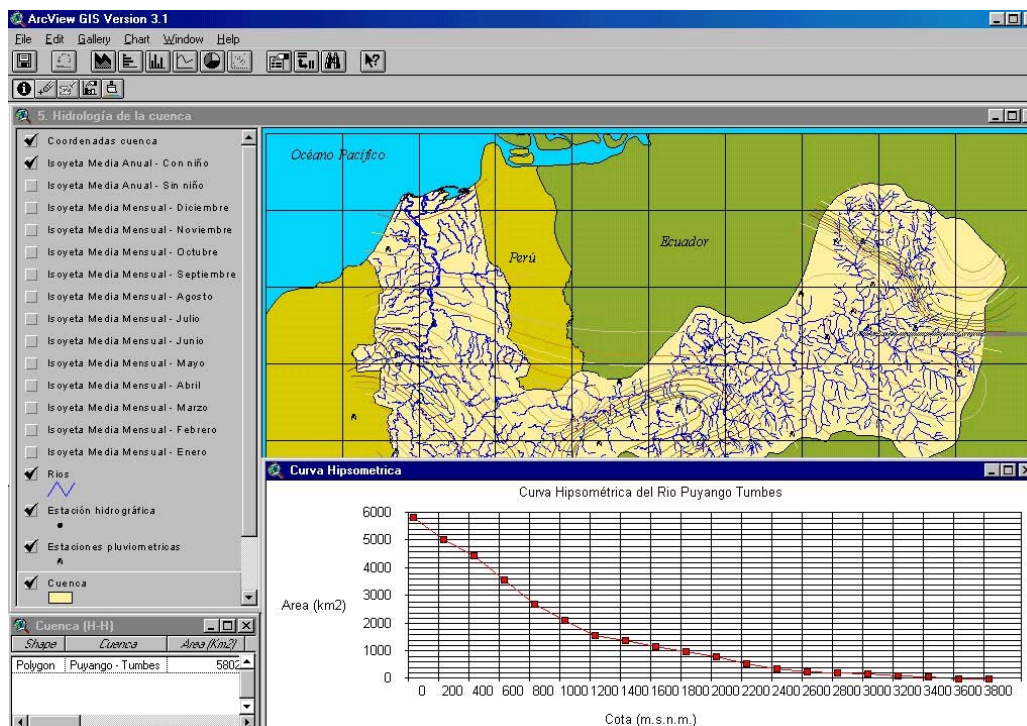 ArcView GIS Version 3.1
File Edit Gallery Chart Window Help
5. Hidrología de la cuenca
Coordenadas cuenca
Isoyeta Media Anual - Con niño
Isoyeta Media Anual - Sin niño
Isoyeta Media Mensual - Diciembre
Isoyeta Media Mensual - Noviembre
Isoyeta Media Mensual - Octubre
Isoyeta Media Mensual - Septiembre
Isoyeta Media Mensual - Agosto
Isoyeta Media Mensual - Julio
Isoyeta Media Mensual - Junio
Isoyeta Media Mensual - Mayo
Isoyeta Media Mensual - Abril
Isoyeta Media Mensual - Marzo
Isoyeta Media Mensual - Febrero
Isoyeta Media Mensual - Enero
Ríos
Estación hidrográfica
Estaciones pluviometricas
Cuenca
Océano Pacífico
Perú
Ecuador
Cuenca (H-H)
Shape Cuenca Area (Km2)
Polygon Puyango - Tumbes 5802
Curva Hipsometrica
Curva Hipsométrica del Rio Puyango Tumbes
Area (km2)
6000
5000
4000
3000
2000
1000
0
0 200 400 600 800 1000 1200 1400 1600 1800 2000 2200 2400 2600 2800 3000 3200 3400 3600 3800
Cota (m.s.n.m.)